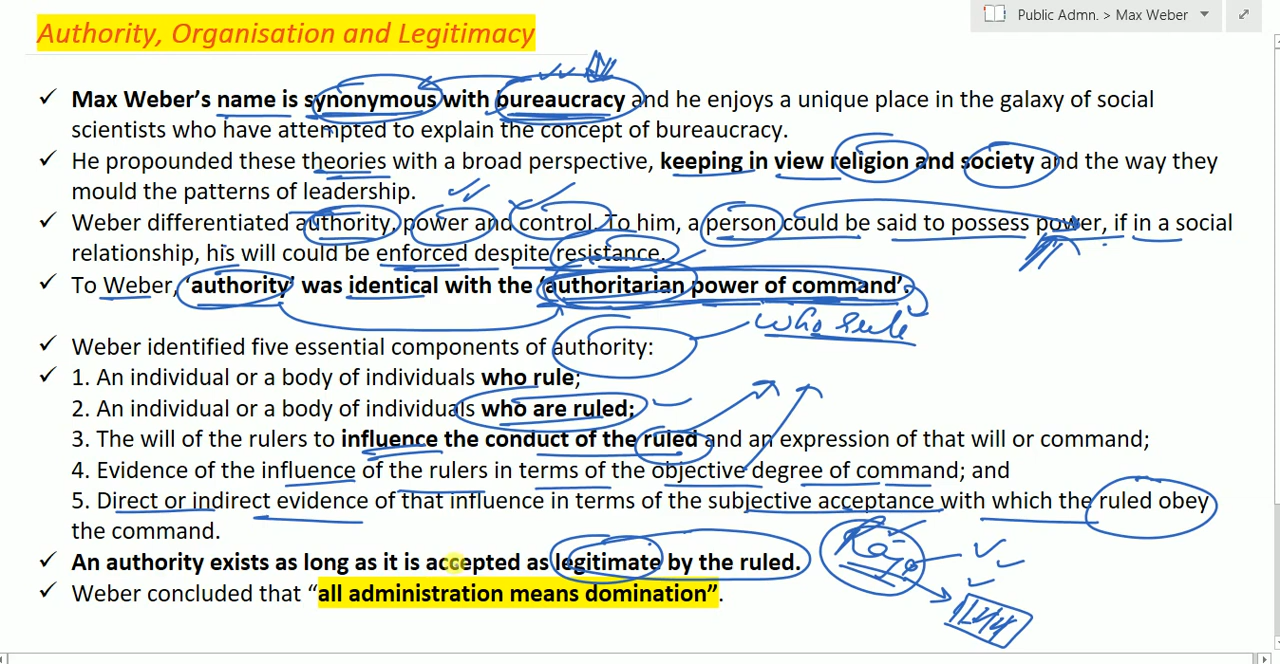 Public Admn. > Max Weber
Authority, Organisation and Legitimacy
✓ Max Weber's name is synonymous with bureaucracy and he enjoys a unique place in the galaxy of social
scientists who have attempted to explain the concept of bureaucracy.
✓ He propounded these theories with a broad perspective, keeping in view religion and society and the way they
mould the patterns of leadership.
✓ Weber differentiated authority, power and control. To him, a person could be said to possess power, if in a social
relationship, his will could be enforced despite resistance.
✓ To Weber, 'authority' was identical with the 'authoritarian power of command'.
who rule
✓ Weber identified five essential components of authority:
✓ 1. An individual or a body of individuals who rule;
2. An individual or a body of individuals who are ruled;
3. The will of the rulers to influence the conduct of the ruled and an expression of that will or command;
4. Evidence of the influence of the rulers in terms of the objective degree of command; and
5. Direct or indirect evidence of that influence in terms of the subjective acceptance with which the ruled obey
the command.
✓ An authority exists as long as it is accepted as legitimate by the ruled.
✓ Weber concluded that "all administration means domination".